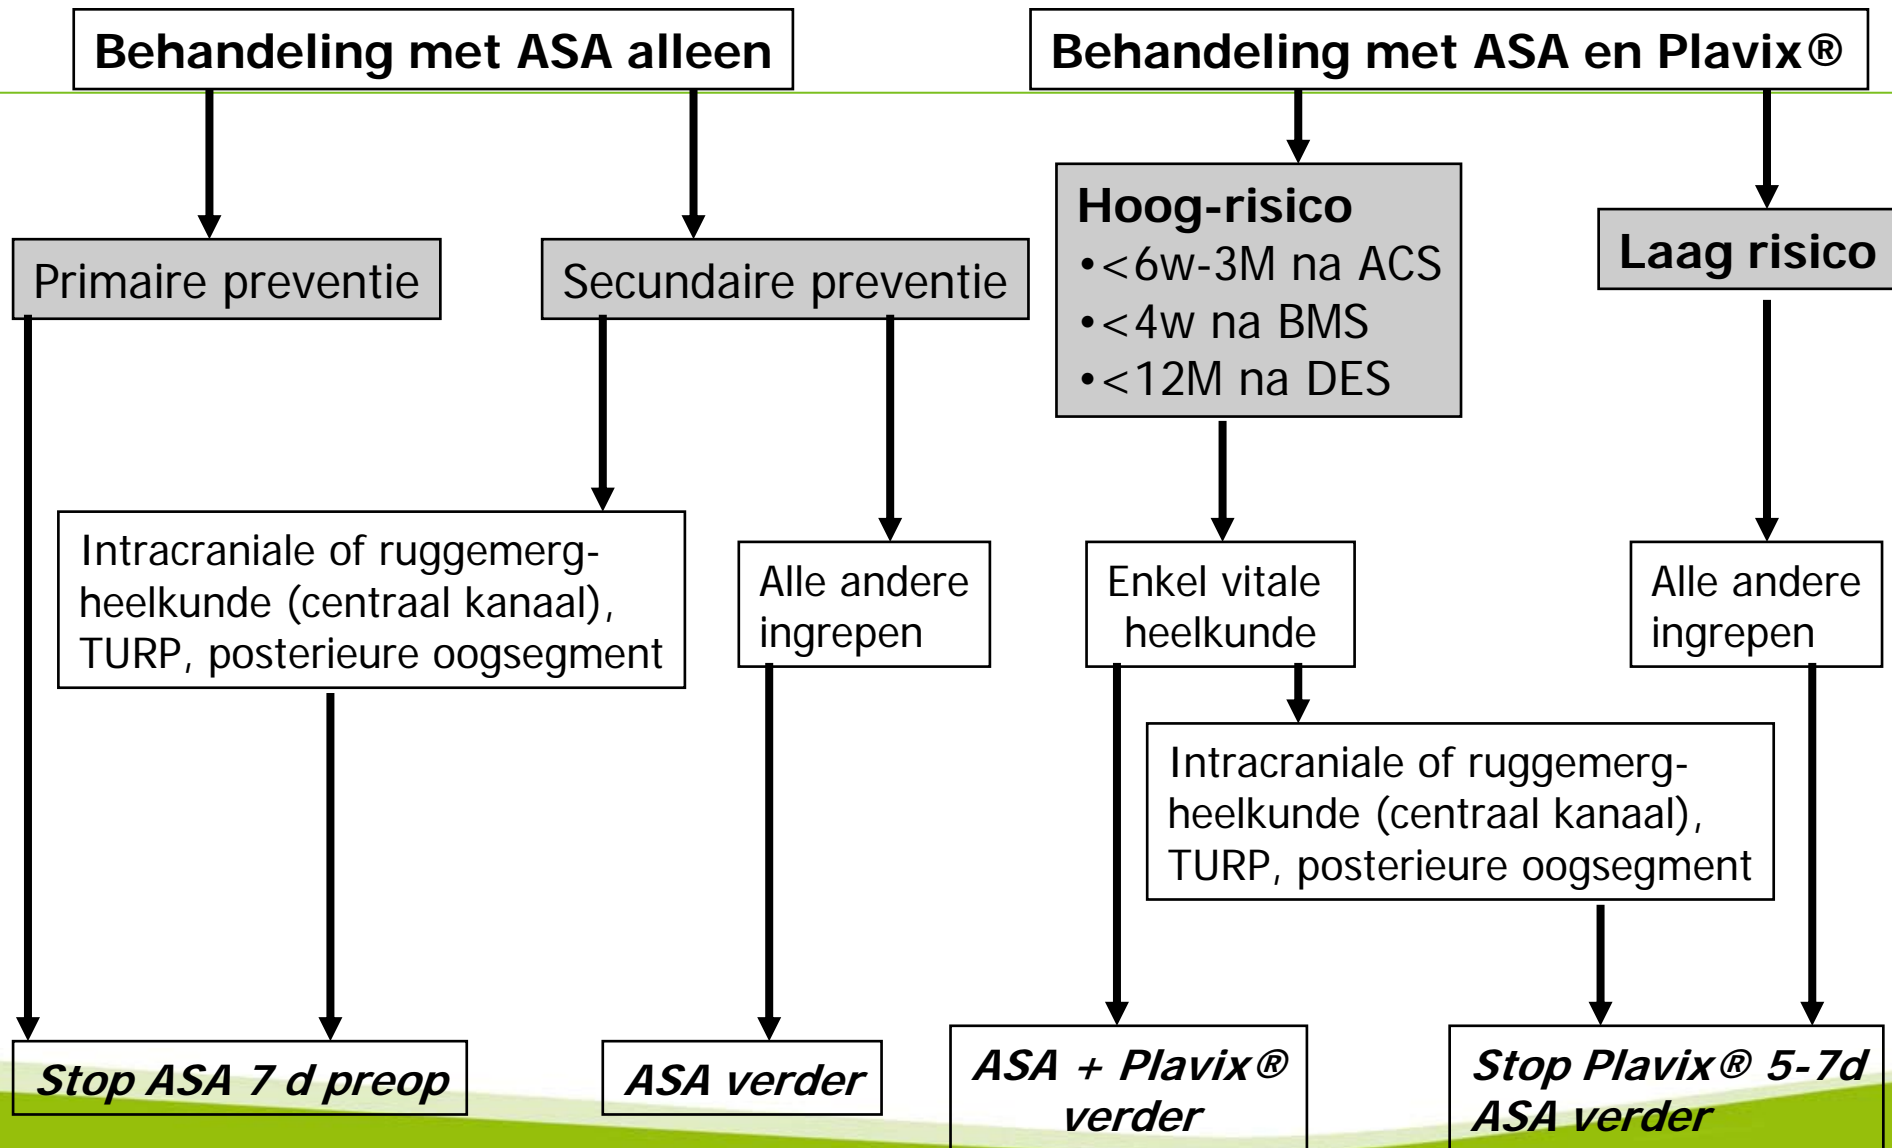 Behandeling met ASA alleen
Behandeling met ASA en Plavix®
Primaire preventie
Secundaire preventie
Hoog-risico
•<6w-3M na ACS
•<4w na BMS
•<12M na DES
Laag risico
Intracraniale of ruggemerg-
heelkunde (centraal kanaal),
TURP, posterieure oogsegment
Alle andere
ingrepen
Enkel vitale
heelkunde
Alle andere
ingrepen
Intracraniale of ruggemerg-
heelkunde (centraal kanaal),
TURP, posterieure oogsegment
Stop ASA 7 d preop
ASA verder
ASA + Plavix®
verder
Stop Plavix® 5-7d
ASA verder